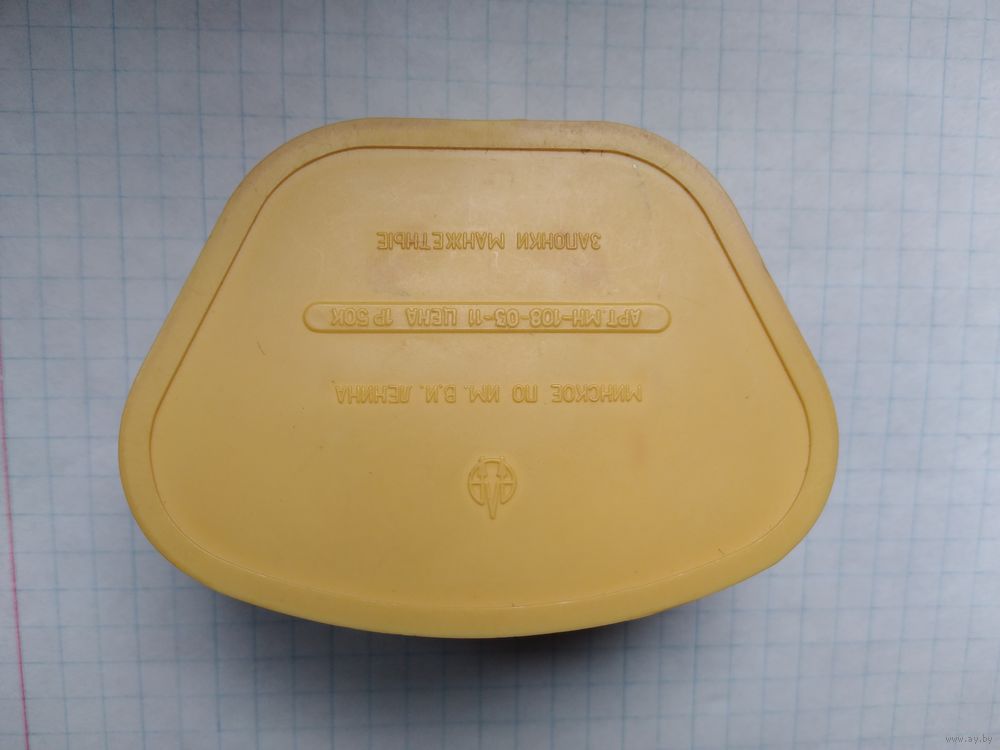 МИНСКОЕ ПО ИМ. В.И. ЛЕНИНА
АРТ.МН-108-03-11 ЦЕНА 1Р 50К
ЗАПОНКИ МАНЖЕТНЫЕ
www.ay.by